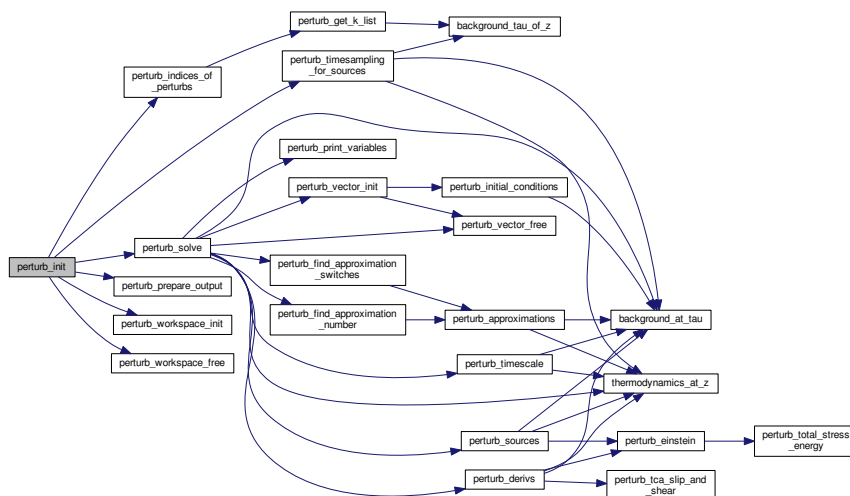 perturb_get_k_list
background_tau_of_z
perturb_timesampling
_for_sources
perturb_indices_of
_perturbs
perturb_print_variables
perturb_vector_init
perturb_initial_conditions
perturb_vector_free
perturb_solve
perturb_init
perturb_find_approximation
_switches
perturb_prepare_output
perturb_find_approximation
_number
perturb_approximations
background_at_tau
perturb_workspace_init
perturb_workspace_free
perturb_timescale
thermodynamics_at_z
perturb_sources
perturb_einstein
perturb_total_stress
_energy
perturb_derivs
perturb_tca_slip_and
_shear